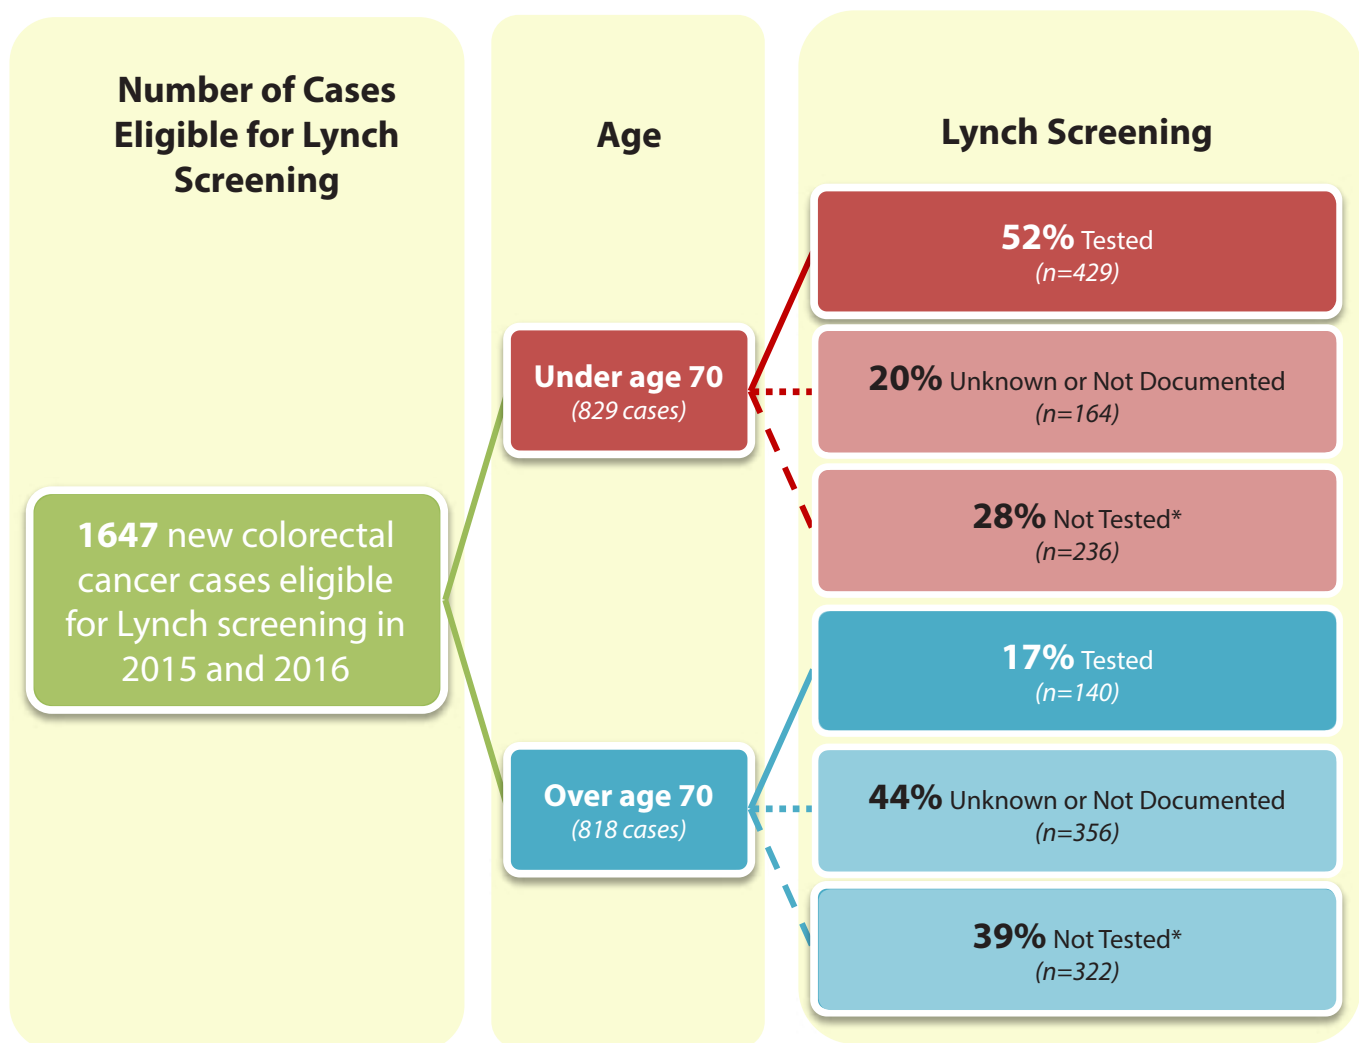 Number of Cases
Eligible for Lynch
Screening
Age
Lynch Screening
1647 new colorectal
cancer cases eligible
for Lynch screening in
2015 and 2016
Under age 70
(829 cases)
52% Tested
(n=429)
20% Unknown or Not Documented
(n=164)
28% Not Tested*
(n=236)
Over age 70
(818 cases)
17% Tested
(n=140)
44% Unknown or Not Documented
(n=356)
39% Not Tested*
(n=322)